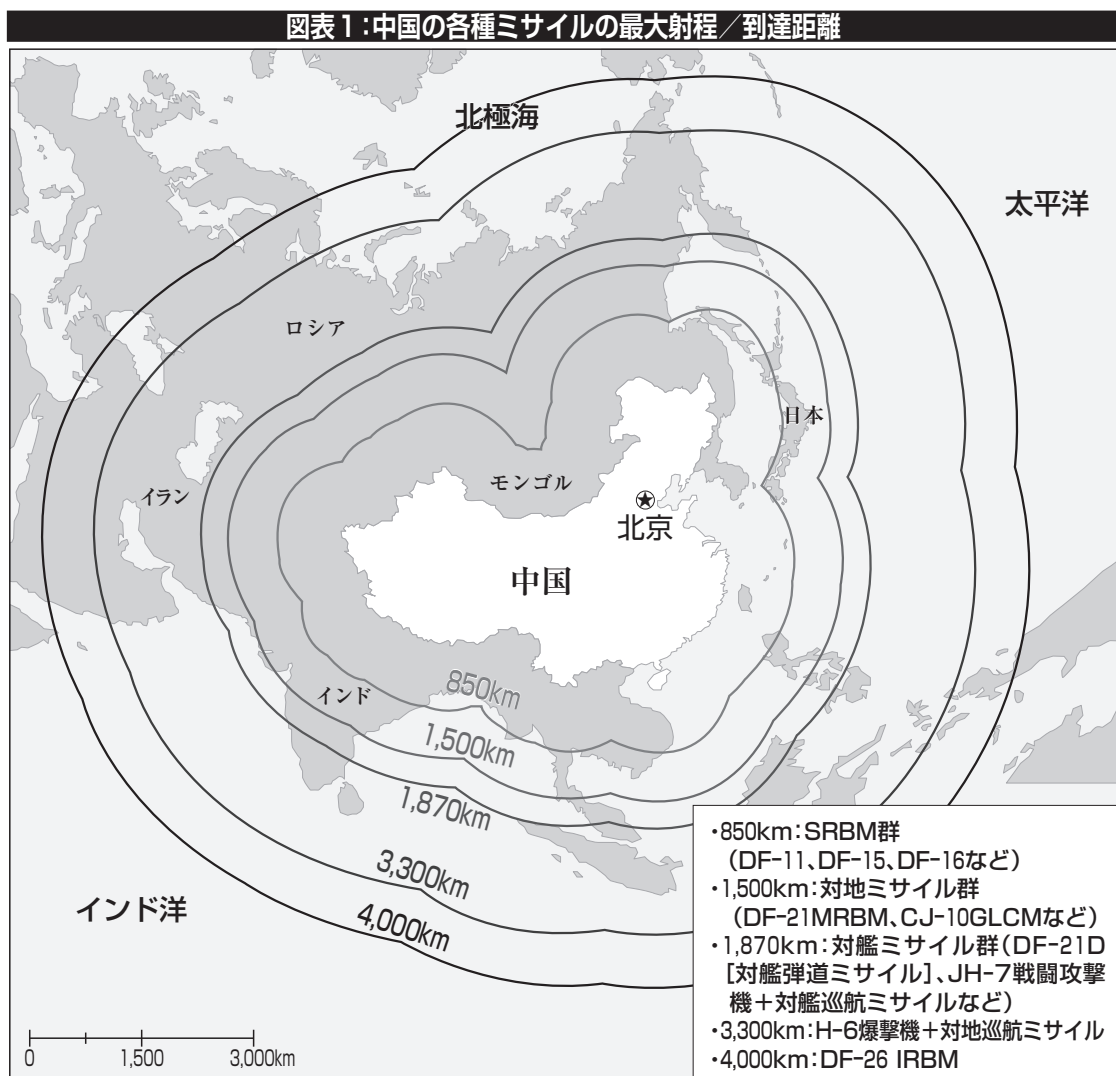 図表1:中国の各種ミサイルの最大射程／到達距離
北極海
太平洋
ロシア
日本
モンゴル
イラン
北京
中国
インド
850km
1,500km
1,870km
3,300km
4,000km
インド洋
・850km:SRBM群
(DF-11、DF-15、DF-16など)
・1,500km:対地ミサイル群
(DF-21MRBM、CJ-10GLCMなど)
・1,870km:対艦ミサイル群(DF-21D
[対艦弾道ミサイル]、JH-7戦闘攻撃
機＋対艦巡航ミサイルなど)
・3,300km:H-6爆撃機＋対地巡航ミサイル
・4,000km:DF-26 IRBM
0 1,500 3,000km